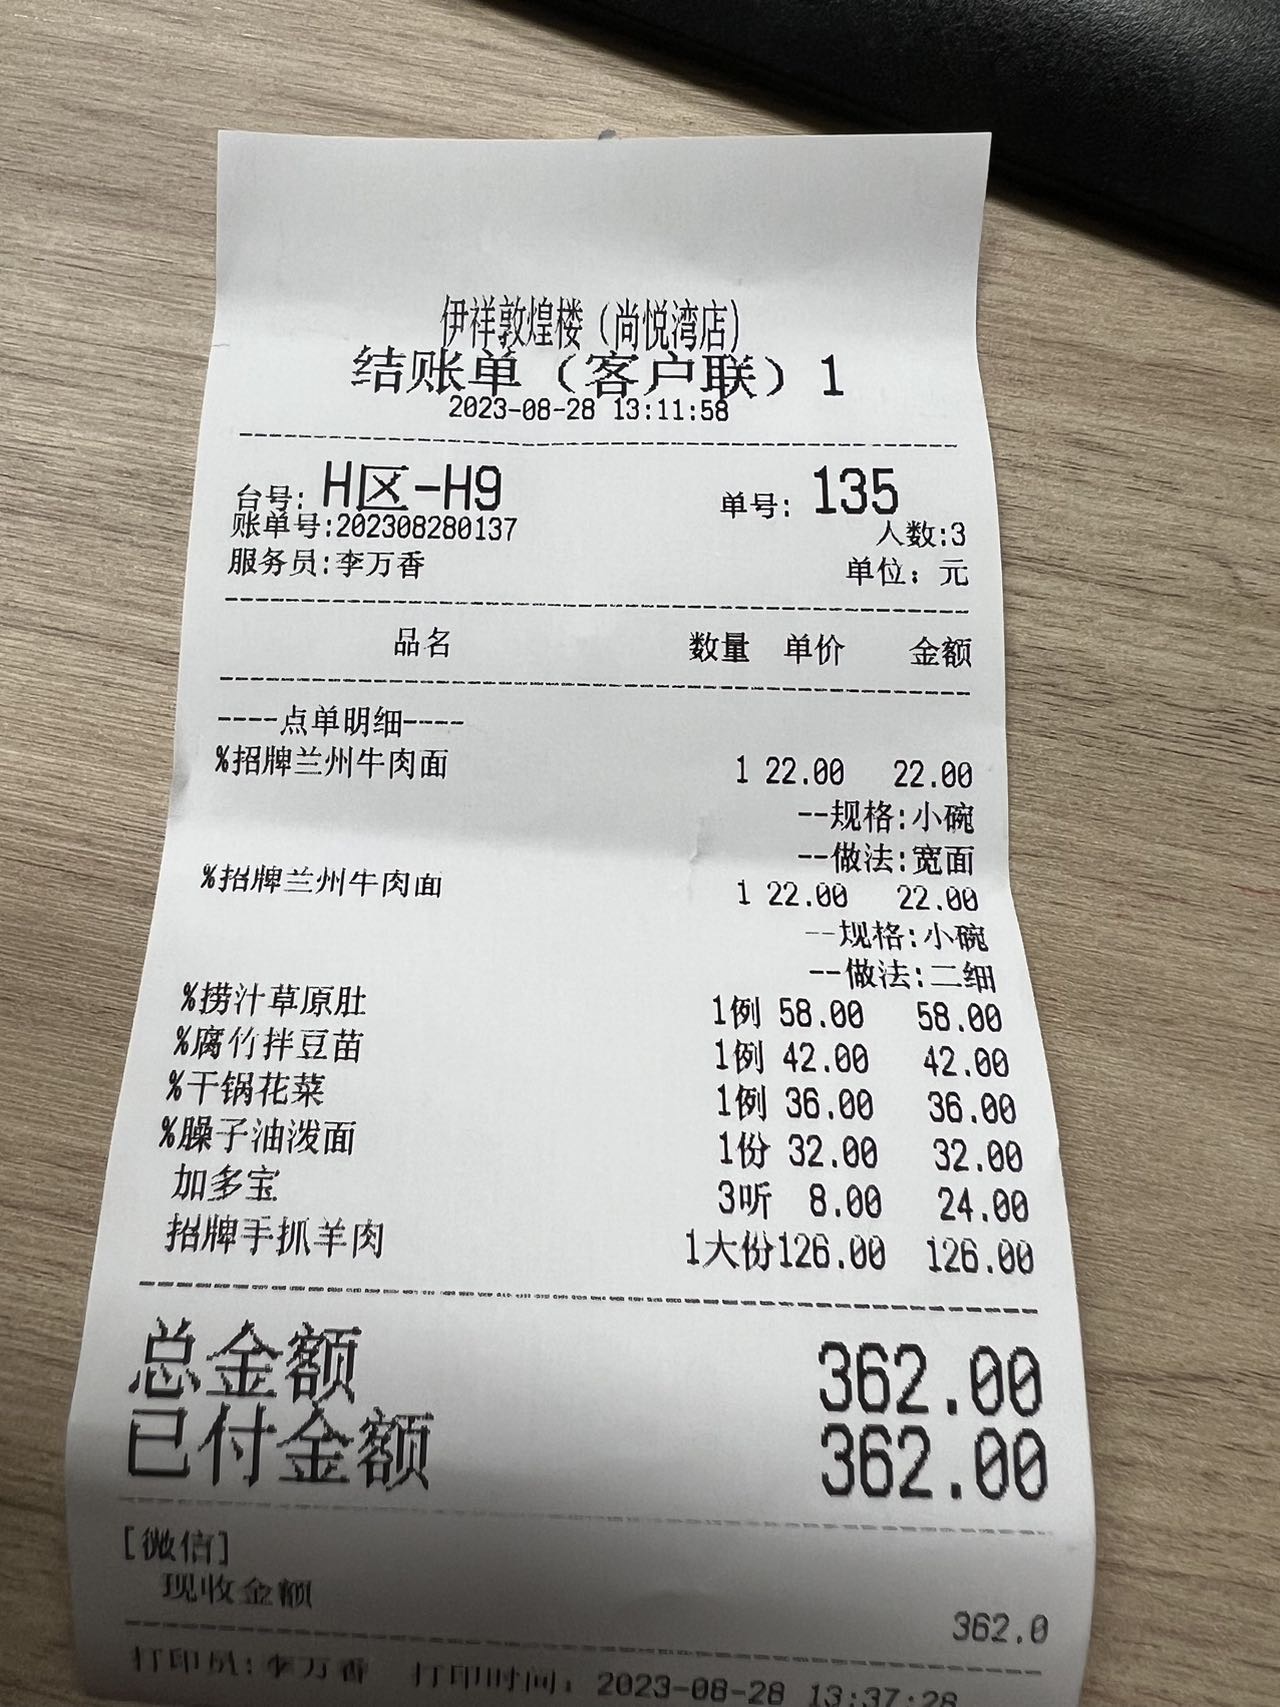 伊祥敦煌楼（尚悦湾店）
结账单（客户联）1
2023-08-28 13:11:58
台号: H区-H9 单号: 135
账单号:202308280137 人数:3
服务员:李万香 单位：元
品名 数量 单价 金额
----点单明细----
%招牌兰州牛肉面 1 22.00 22.00
--规格:小碗
--做法:宽面
%招牌兰州牛肉面 1 22.00 22.00
--规格:小碗
--做法:二细
%捞汁草原肚 1例 58.00 58.00
%腐竹拌豆苗 1例 42.00 42.00
%干锅花菜 1例 36.00 36.00
%臊子油泼面 1份 32.00 32.00
加多宝 3听 8.00 24.00
招牌手抓羊肉 1大份126.00 126.00
总金额 362.00
已付金额 362.00
[微信]
现收金额 362.0
打印员:李万香 打印时间：2023-08-28 13:37:28